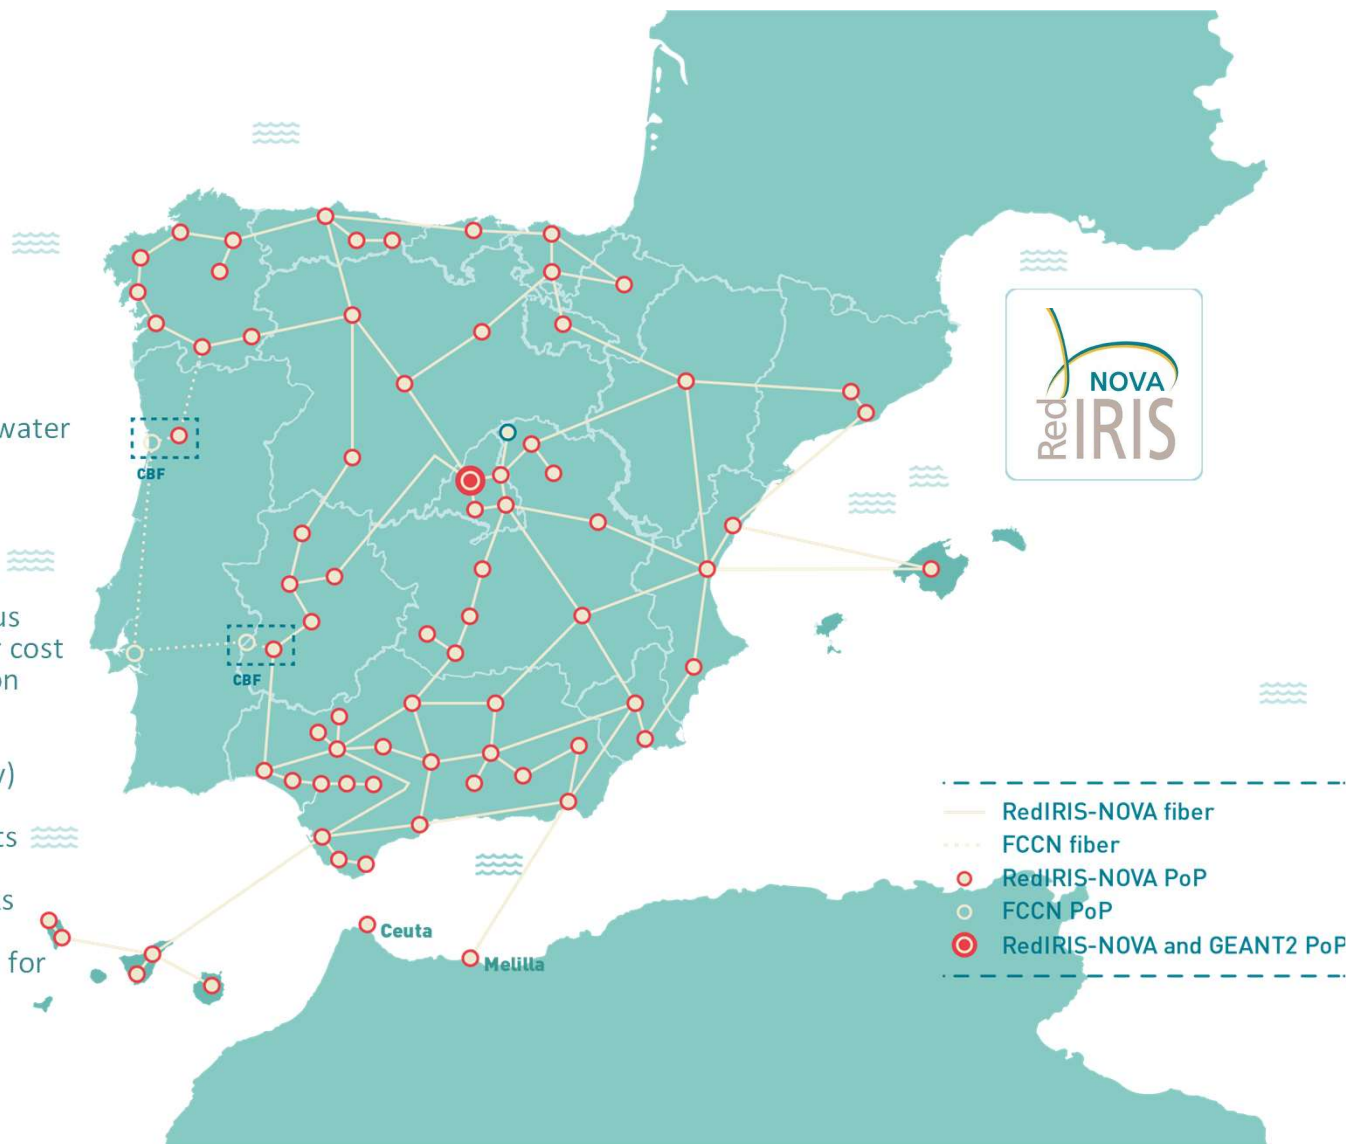 water
us
cost
on
)
ts
s
for
CBF
CBF
Ceuta
Melilla
NOVA
Red
IRIS
RedIRIS-NOVA fiber
FCCN fiber
RedIRIS-NOVA PoP
FCCN PoP
RedIRIS-NOVA and GEANT2 PoP